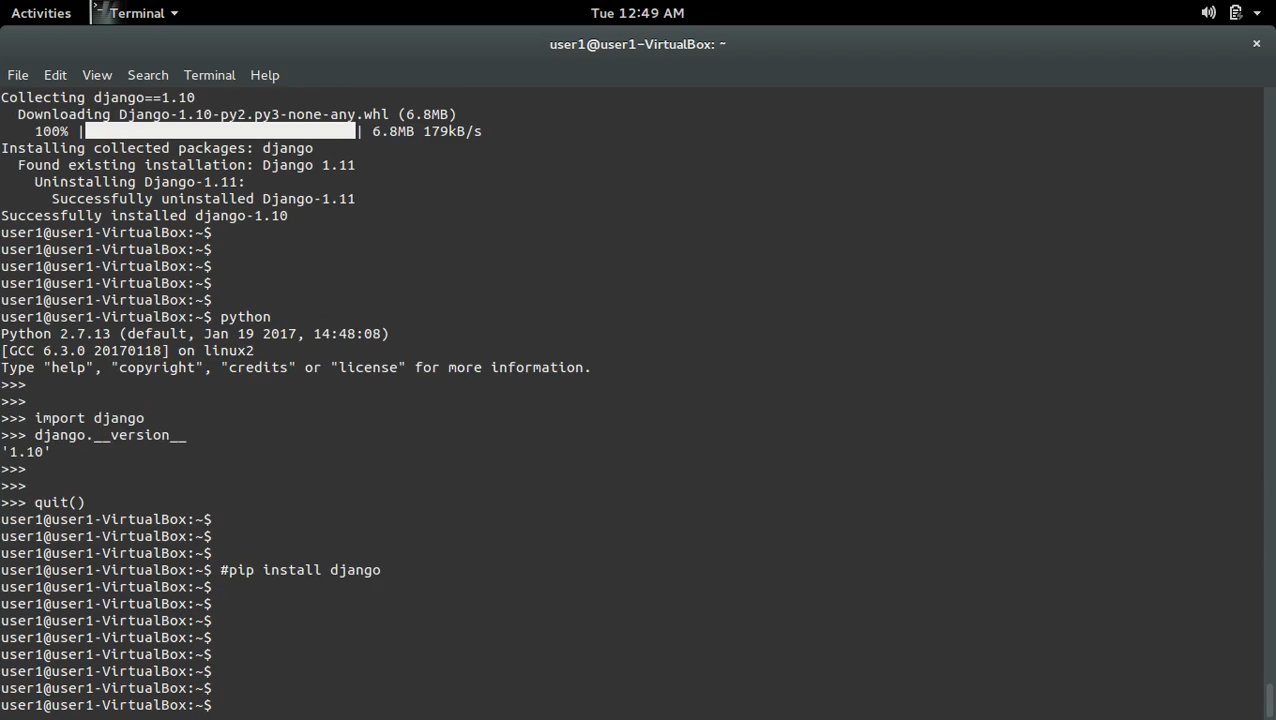 Activities Terminal Tue 12:49 AM
user1@user1-VirtualBox: ~ ×
File Edit View Search Terminal Help
Collecting django==1.10
Downloading Django-1.10-py2.py3-none-any.whl (6.8MB)
100% | | 6.8MB 179kB/s
Installing collected packages: django
Found existing installation: Django 1.11
Uninstalling Django-1.11:
Successfully uninstalled Django-1.11
Successfully installed django-1.10
user1@user1-VirtualBox:~$
user1@user1-VirtualBox:~$
user1@user1-VirtualBox:~$
user1@user1-VirtualBox:~$
user1@user1-VirtualBox:~$
user1@user1-VirtualBox:~$ python
Python 2.7.13 (default, Jan 19 2017, 14:48:08)
[GCC 6.3.0 20170118] on linux2
Type "help", "copyright", "credits" or "license" for more information.
>>>
>>>
>>> import django
>>> django.__version__
'1.10'
>>>
>>>
>>> quit()
user1@user1-VirtualBox:~$
user1@user1-VirtualBox:~$
user1@user1-VirtualBox:~$
user1@user1-VirtualBox:~$ #pip install django
user1@user1-VirtualBox:~$
user1@user1-VirtualBox:~$
user1@user1-VirtualBox:~$
user1@user1-VirtualBox:~$
user1@user1-VirtualBox:~$
user1@user1-VirtualBox:~$
user1@user1-VirtualBox:~$
user1@user1-VirtualBox:~$